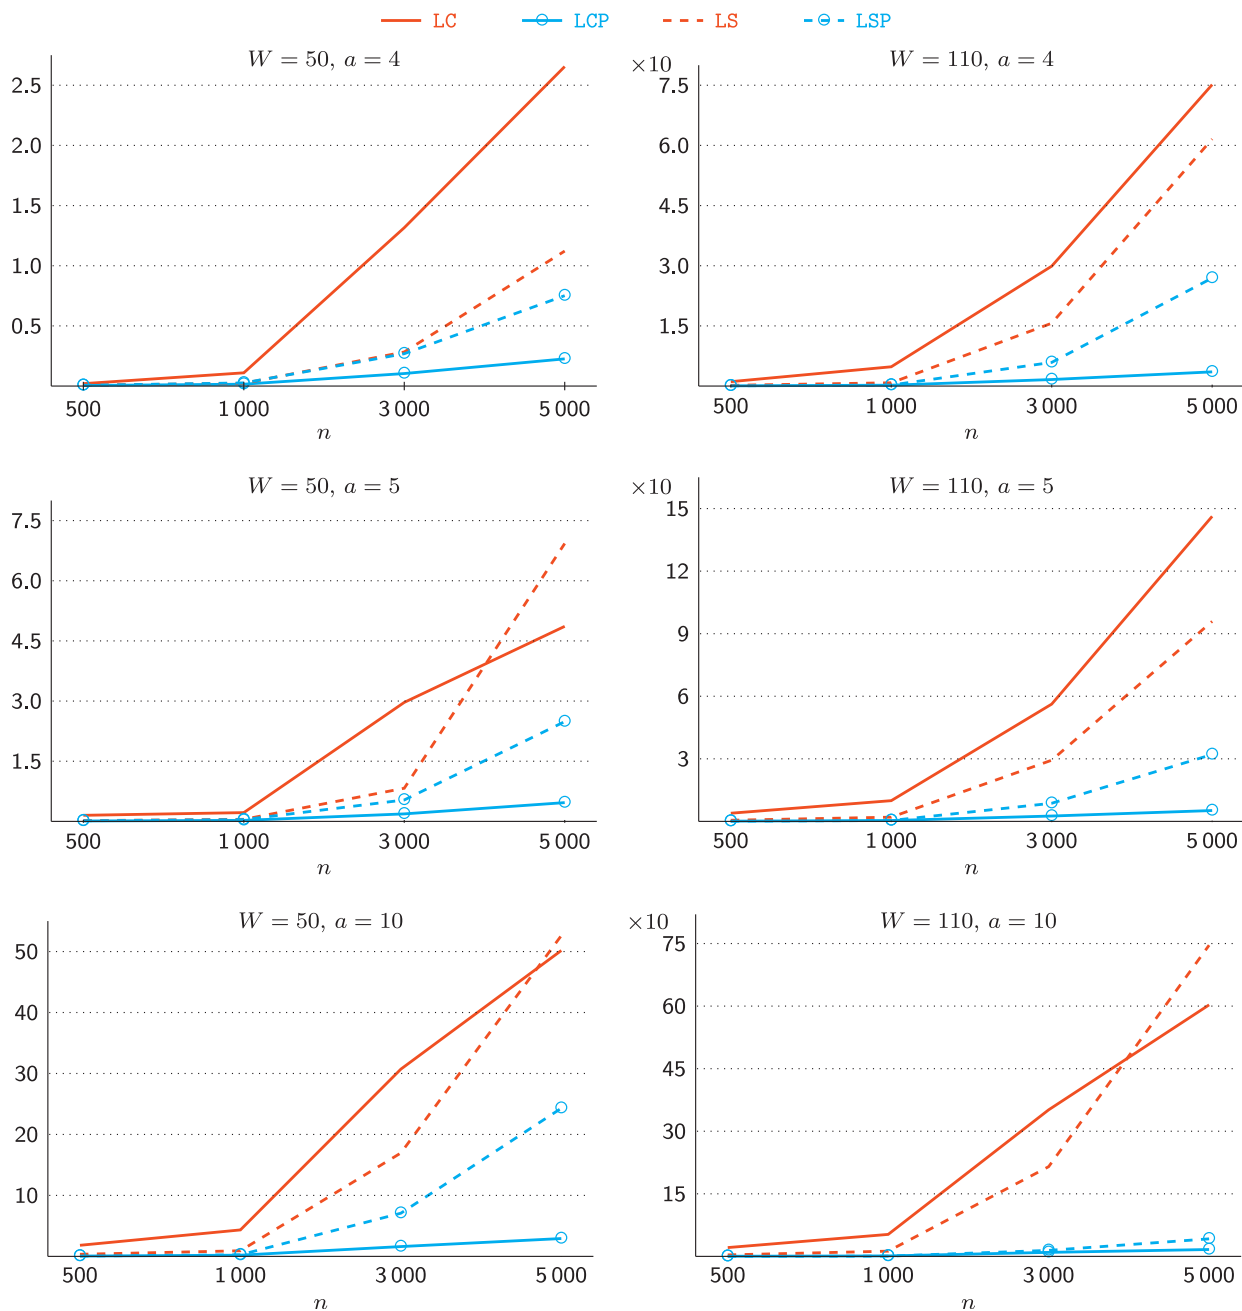 LC LCP LS LSP
W = 50, a = 4
2.5
2.0
1.5
1.0
0.5
500 1 000 3 000 5 000
n
×10 W = 110, a = 4
7.5
6.0
4.5
3.0
1.5
500 1 000 3 000 5 000
n
W = 50, a = 5
7.5
6.0
4.5
3.0
1.5
500 1 000 3 000 5 000
n
×10 W = 110, a = 5
15
12
9
6
3
500 1 000 3 000 5 000
n
W = 50, a = 10
50
40
30
20
10
500 1 000 3 000 5 000
n
×10 W = 110, a = 10
75
60
45
30
15
500 1 000 3 000 5 000
n